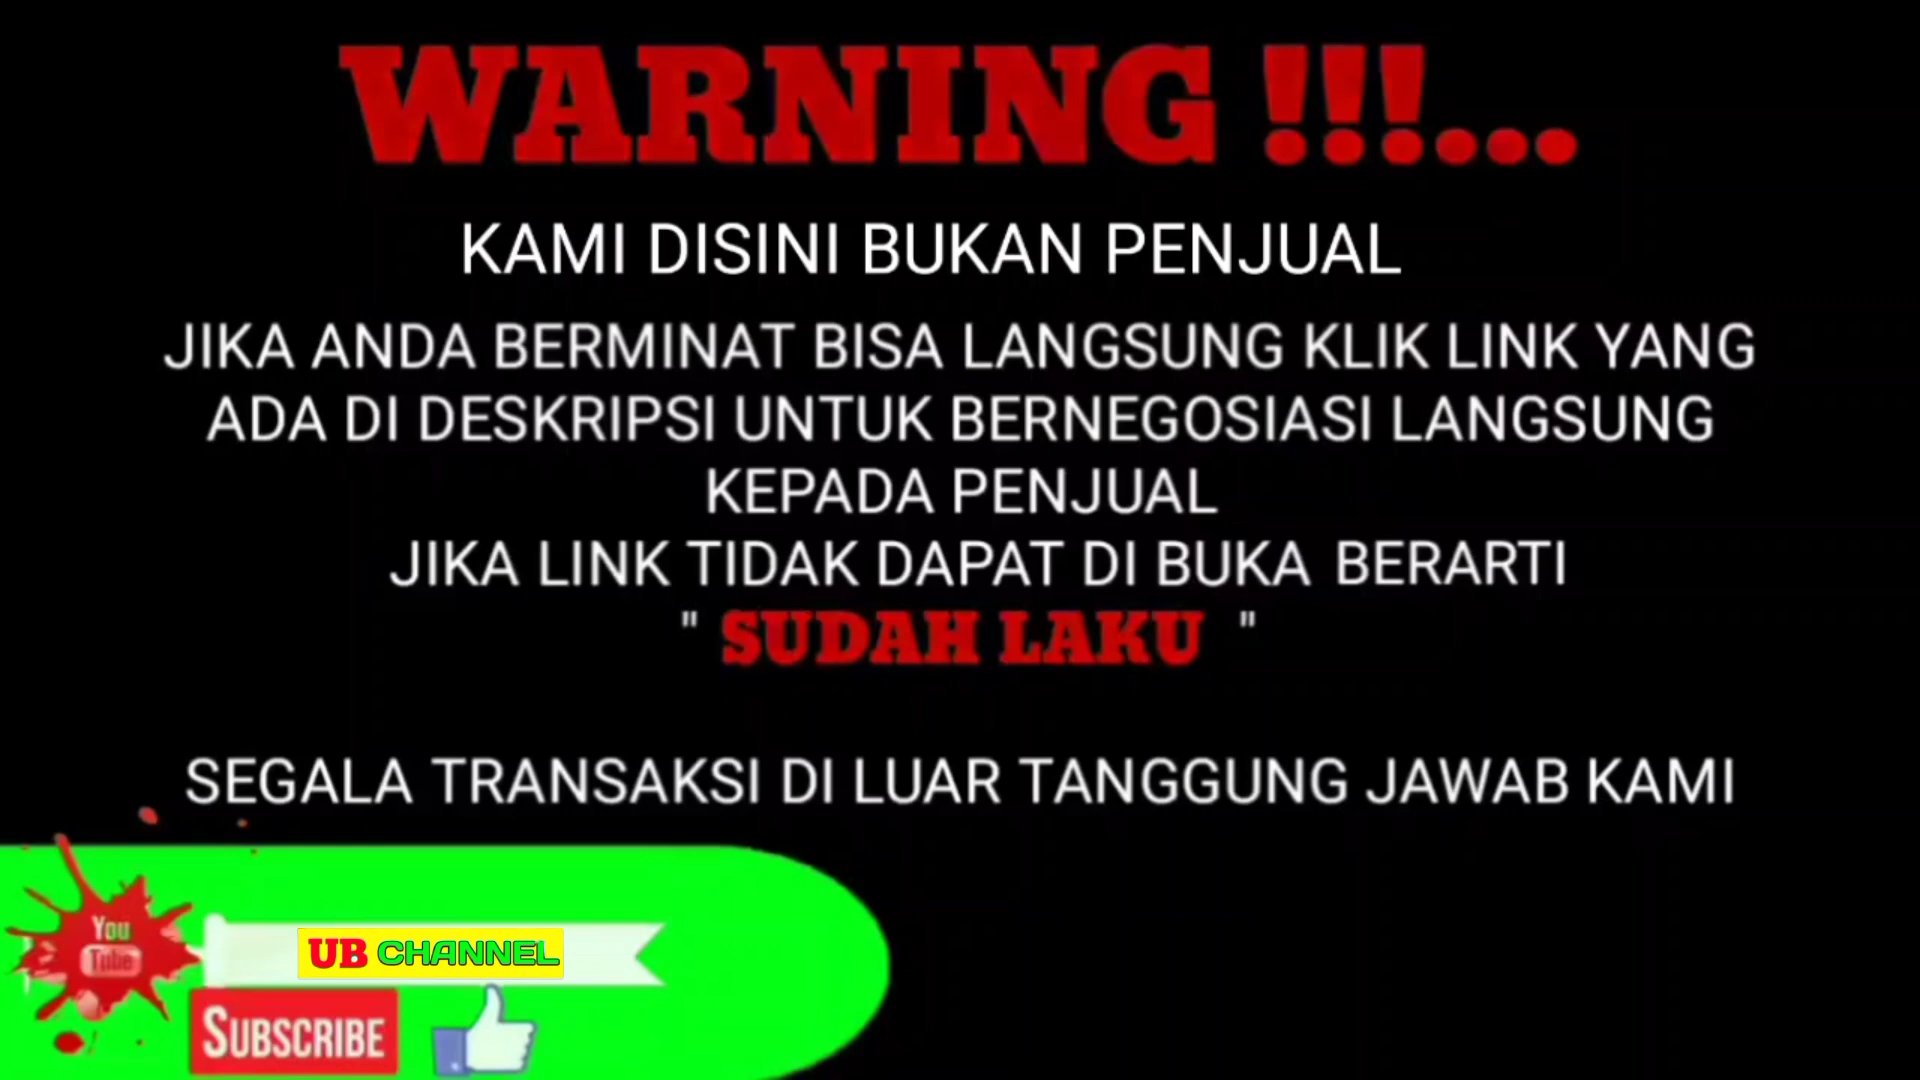 WARNING !!!...
KAMI DISINI BUKAN PENJUAL
JIKA ANDA BERMINAT BISA LANGSUNG KLIK LINK YANG
ADA DI DESKRIPSI UNTUK BERNEGOSIASI LANGSUNG
KEPADA PENJUAL
JIKA LINK TIDAK DAPAT DI BUKA BERARTI
" SUDAH LAKU "
SEGALA TRANSAKSI DI LUAR TANGGUNG JAWAB KAMI
You
Tube
UB CHANNEL
SUBSCRIBE